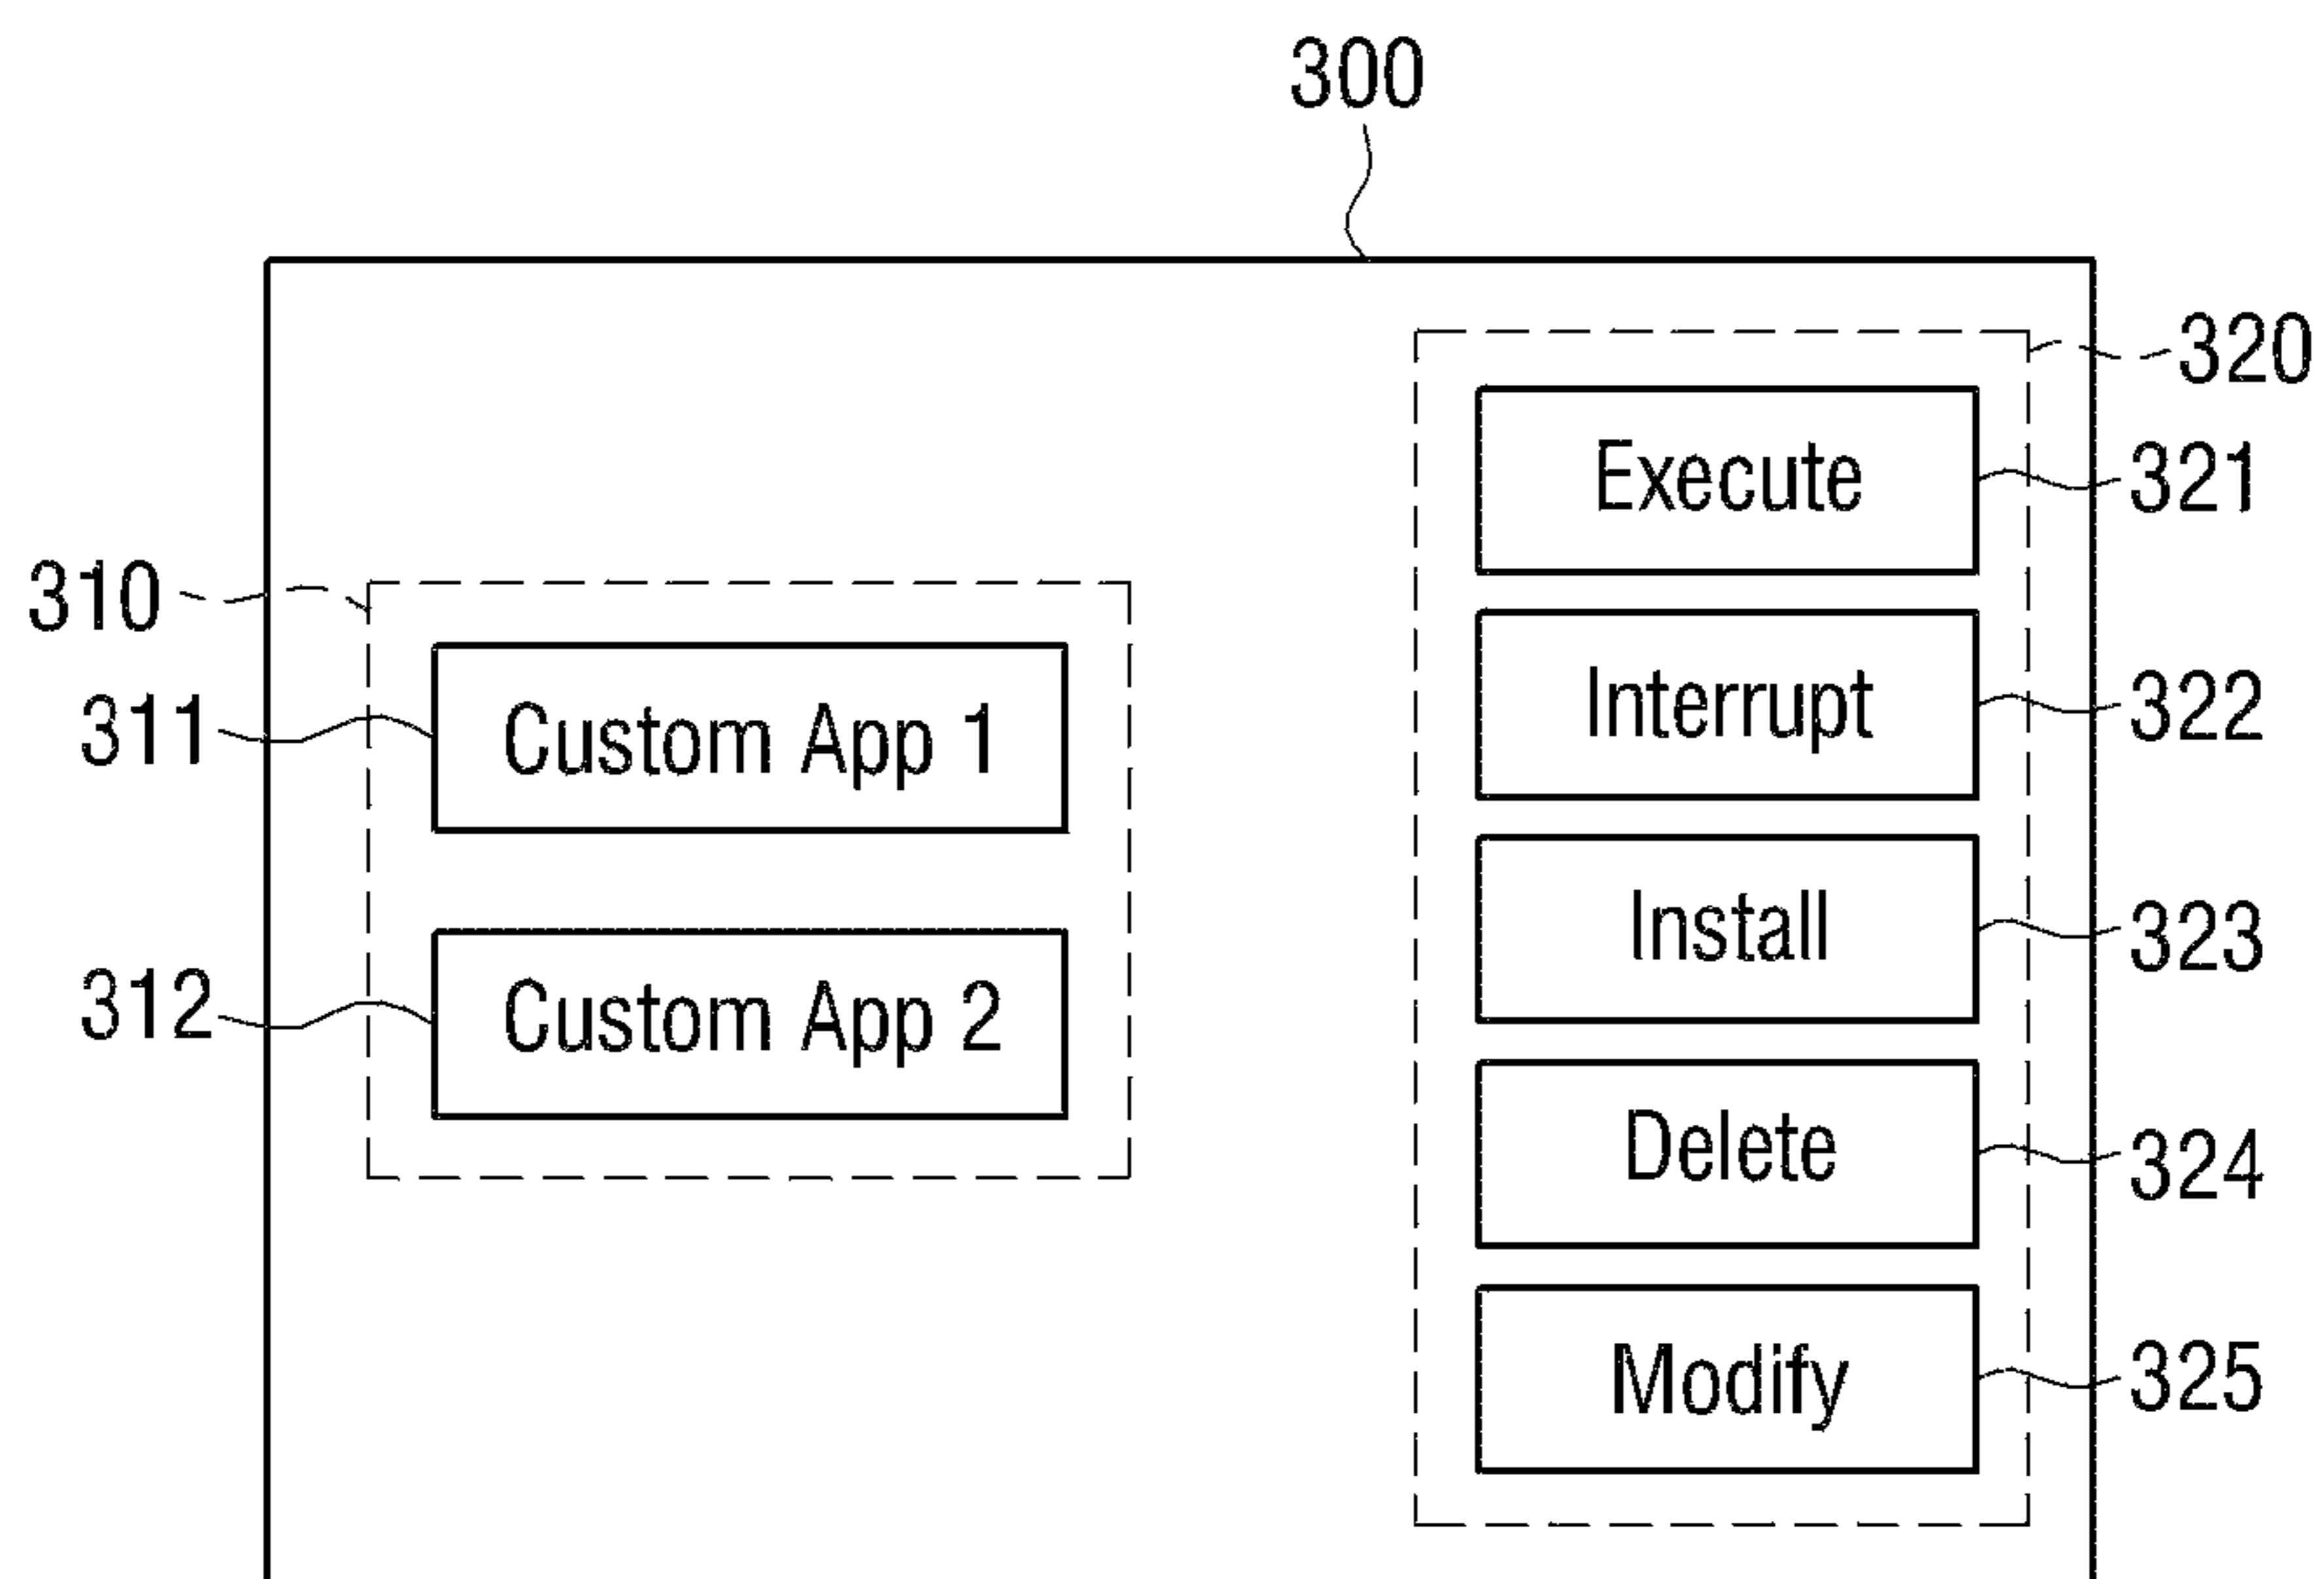 300
320
Execute
321
310
Interrupt
322
311
Custom App 1
Install
323
312
Custom App 2
Delete
324
Modify
325